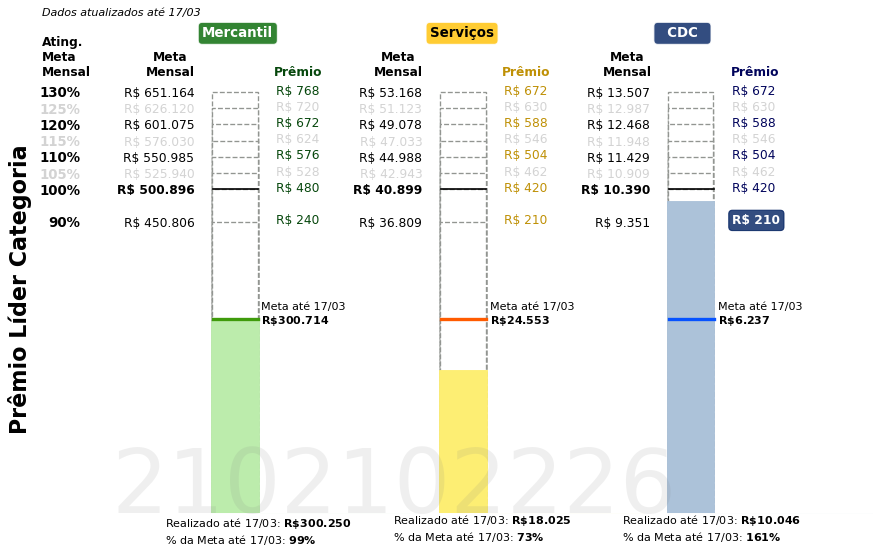 Dados atualizados até 17/03
Mercantil Serviços CDC
Ating. Meta Mensal Meta Mensal Prêmio Meta Mensal Prêmio Meta Mensal Prêmio
130% R$ 651.164 R$ 768 R$ 53.168 R$ 672 R$ 13.507 R$ 672
125% R$ 626.120 R$ 720 R$ 51.123 R$ 630 R$ 12.987 R$ 630
120% R$ 601.075 R$ 672 R$ 49.078 R$ 588 R$ 12.468 R$ 588
115% R$ 576.030 R$ 624 R$ 47.033 R$ 546 R$ 11.948 R$ 546
110% R$ 550.985 R$ 576 R$ 44.988 R$ 504 R$ 11.429 R$ 504
105% R$ 525.940 R$ 528 R$ 42.943 R$ 462 R$ 10.909 R$ 462
100% R$ 500.896 R$ 480 R$ 40.899 R$ 420 R$ 10.390 R$ 420
90% R$ 450.806 R$ 240 R$ 36.809 R$ 210 R$ 9.351 R$ 210
Prêmio Líder Categoria
Meta até 17/03 Meta até 17/03 Meta até 17/03
R$300.714 R$24.553 R$6.237
2102102226
Realizado até 17/03: R$300.250 Realizado até 17/03: R$18.025 Realizado até 17/03: R$10.046
% da Meta até 17/03: 99% % da Meta até 17/03: 73% % da Meta até 17/03: 161%